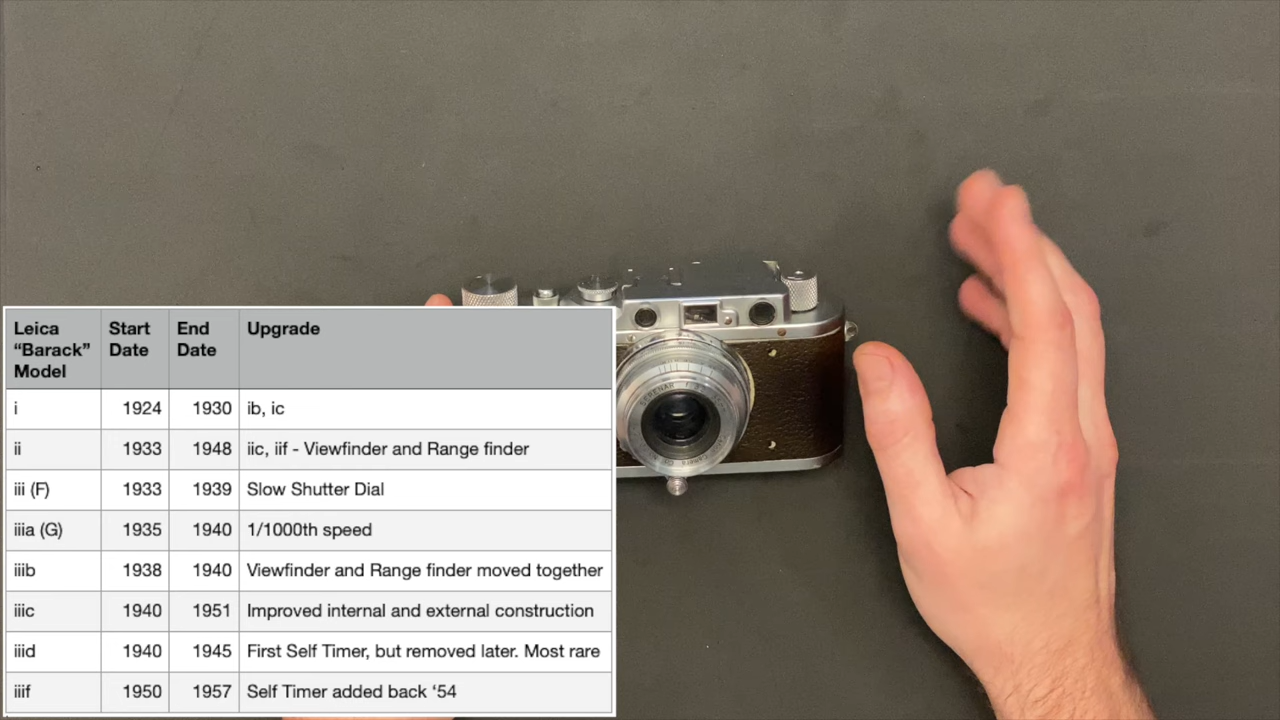 Leica “Barack” Model Start Date End Date Upgrade
i 1924 1930 ib, ic
ii 1933 1948 iic, iif - Viewfinder and Range finder
iii (F) 1933 1939 Slow Shutter Dial
iiia (G) 1935 1940 1/1000th speed
iiib 1938 1940 Viewfinder and Range finder moved together
iiic 1940 1951 Improved internal and external construction
iiid 1940 1945 First Self Timer, but removed later. Most rare
iiif 1950 1957 Self Timer added back ‘54
SERENAR